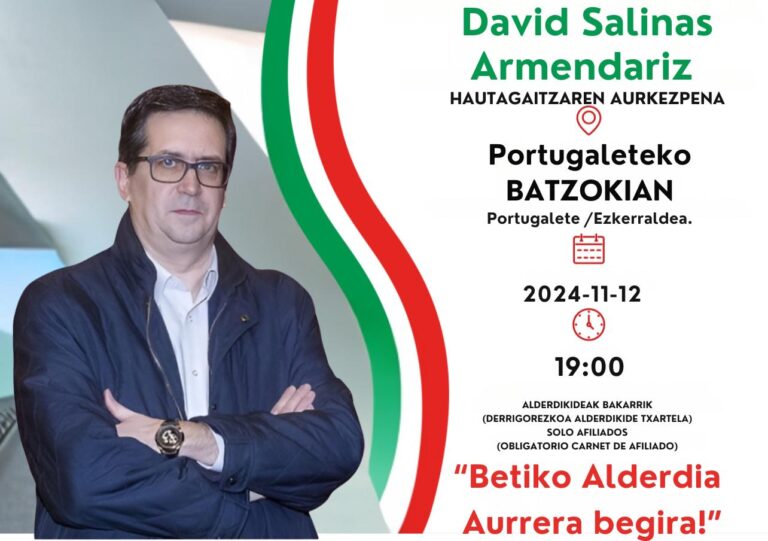 David Salinas
Armendariz
HAUTAGAITZAREN AURKEZPENA
Portugaleteko
BATZOKIAN
Portugalete /Ezkerraldea.
2024-11-12
19:00
ALDERDIKIDEAK BAKARRIK
(DERRIGOREZKOA ALDERDIKIDE TXARTELA)
SOLO AFILIADOS
(OBLIGATORIO CARNET DE AFILIADO)
“Betiko Alderdia
Aurrera begira!”